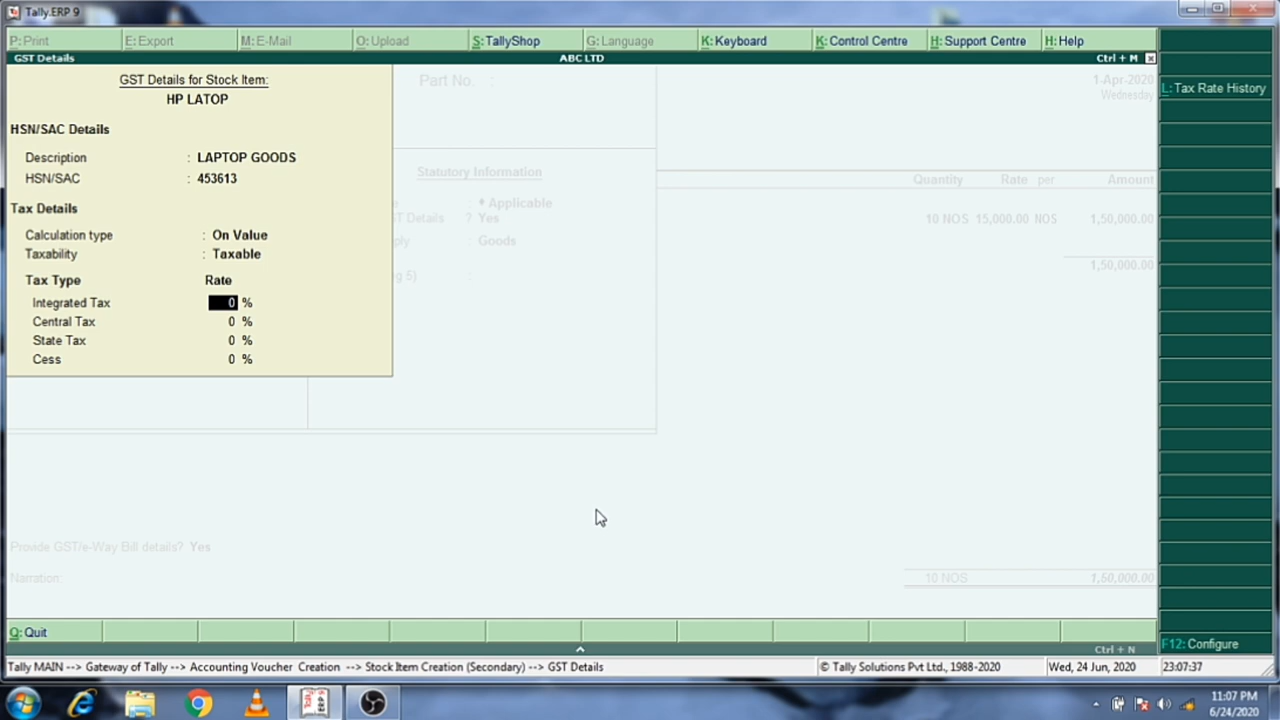 Tally.ERP 9
P: Print E: Export M: E-Mail O: Upload S: TallyShop G: Language K: Keyboard K: Control Centre H: Support Centre H: Help
GST Details ABC LTD Ctrl + M
GST Details for Stock Item:
HP LATOP
HSN/SAC Details
Description : LAPTOP GOODS
HSN/SAC : 453613
Tax Details
Calculation type : On Value
Taxability : Taxable
Tax Type Rate
Integrated Tax 0 %
Central Tax 0 %
State Tax 0 %
Cess 0 %
Part No. :
1-Apr-2020
Wednesday
L: Tax Rate History
Statutory Information
: * Applicable
ST Details ? Yes
: Goods
Quantity Rate per Amount
10 NOS 15,000.00 NOS 1,50,000.00
1,50,000.00
Provide GST/e-Way Bill details? Yes
Narration:
10 NOS 1,50,000.00
Q: Quit
F12: Configure
Ctrl + N
Tally MAIN --> Gateway of Tally --> Accounting Voucher Creation --> Stock Item Creation (Secondary) --> GST Details © Tally Solutions Pvt Ltd., 1988-2020 Wed, 24 Jun, 2020 23:07:37
11:07 PM
6/24/2020